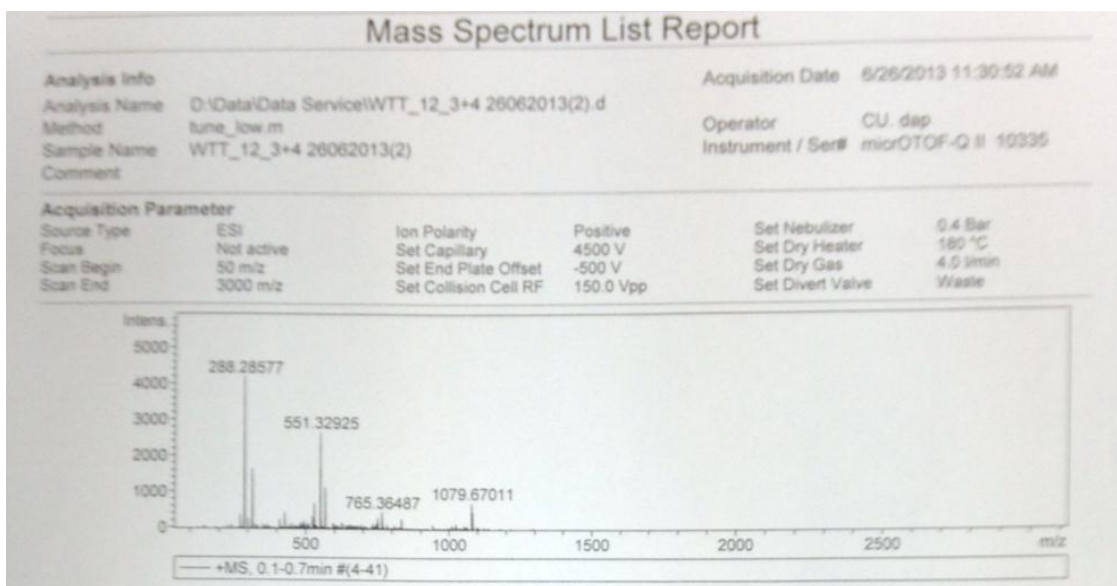 Mass Spectrum List Report
Analysis Info
Acquisition Date 6/26/2013 11:30:52 AM
Analysis Name D:\Data\Data Service\WTT_12_3+4 26062013(2).d
Method tune_low.m
Operator CU. dap
Sample Name WTT_12_3+4 26062013(2)
Instrument / Ser# micrOTOF-Q II 10335
Comment
Acquisition Parameter
Source Type ESI Ion Polarity Positive Set Nebulizer 0.4 Bar
Focus Not active Set Capillary 4500 V Set Dry Heater 180 °C
Scan Begin 50 m/z Set End Plate Offset -500 V Set Dry Gas 4.0 l/min
Scan End 3000 m/z Set Collision Cell RF 150.0 Vpp Set Divert Valve Waste
Intens.
5000
288.28577
4000
3000
551.32925
2000
1000
765.36487
1079.67011
0
500 1000 1500 2000 2500 m/z
+MS, 0.1-0.7min #(4-41)